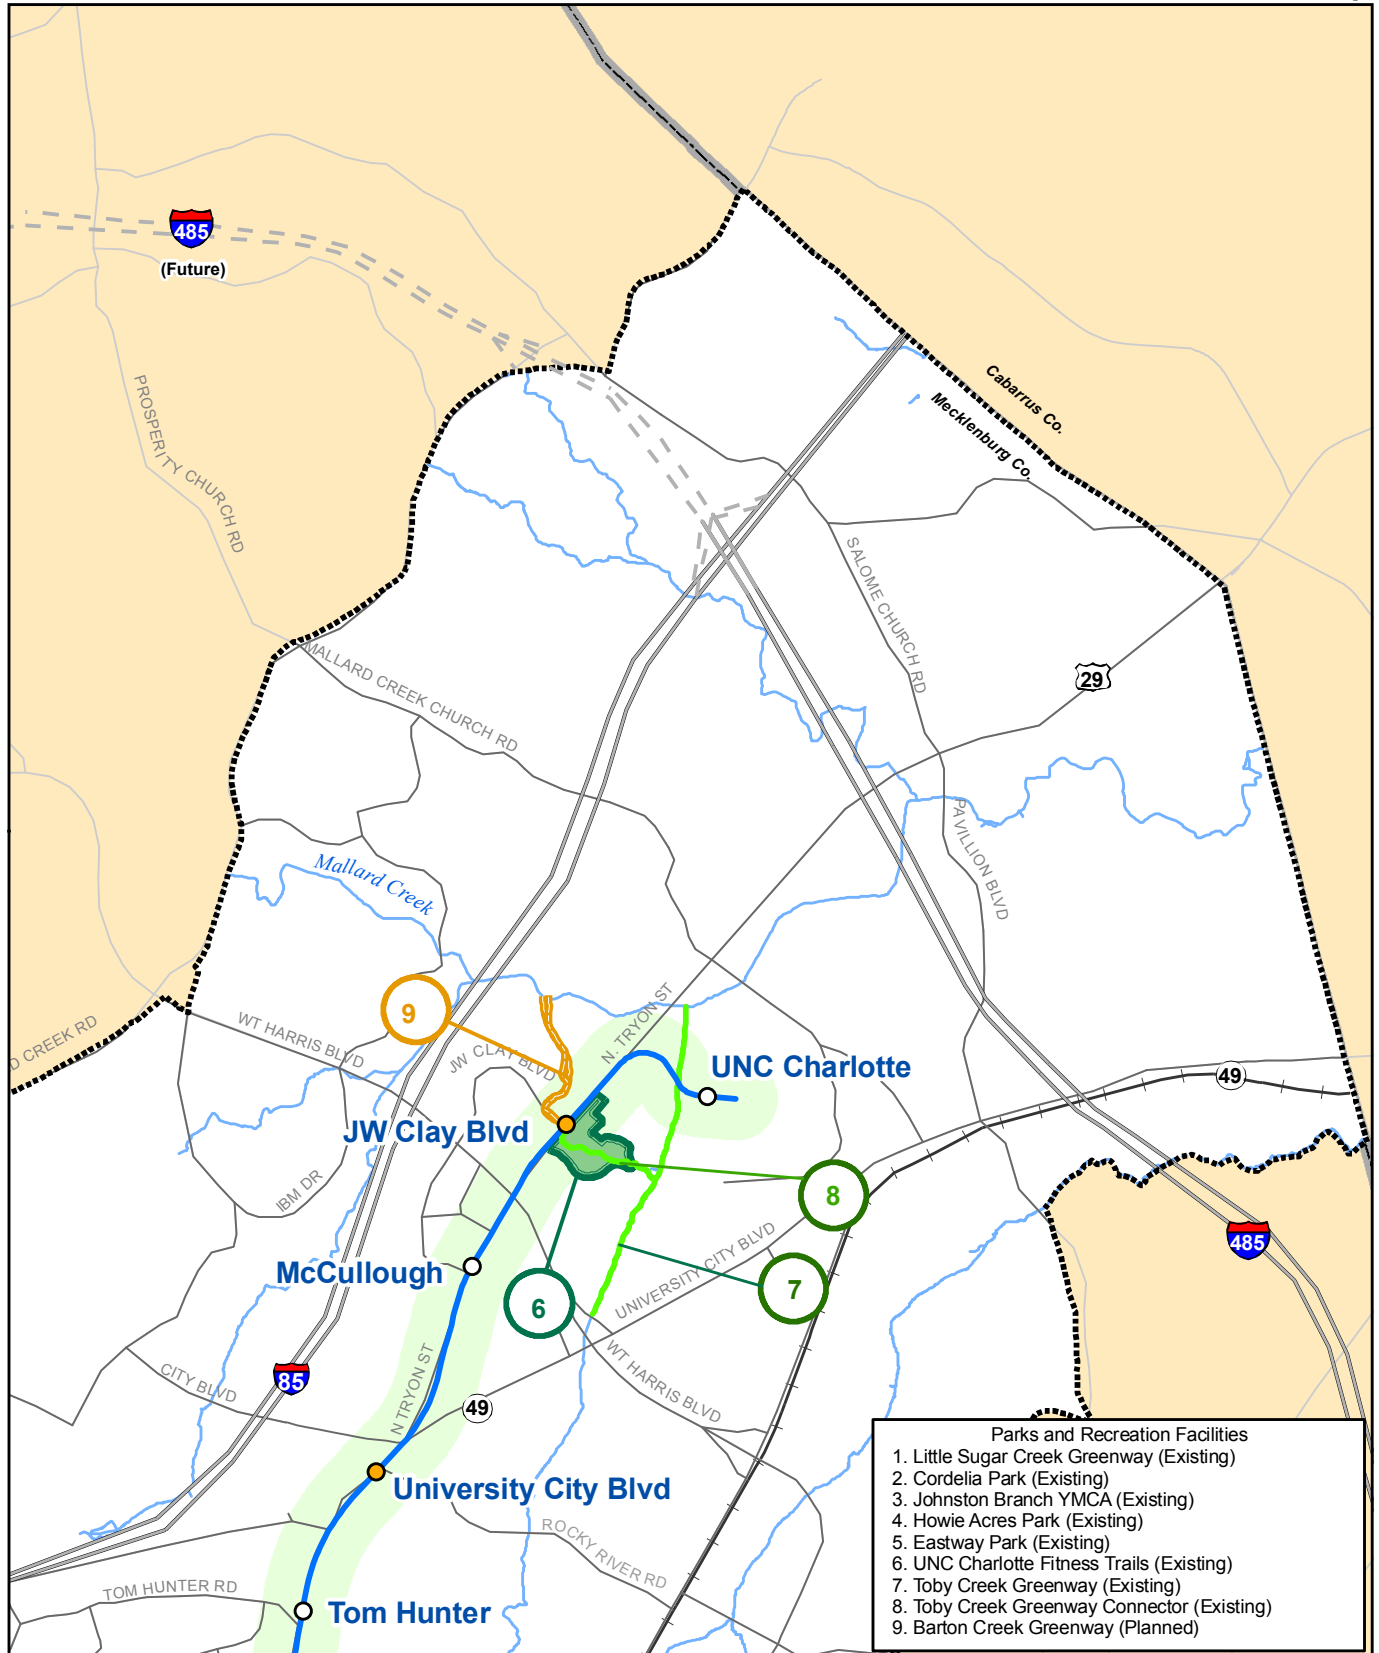 485
(Future)
Cabarrus Co.
Mecklenburg Co.
PROSPERITY CHURCH RD
SALOME CHURCH RD
MALLARD CREEK CHURCH RD
29
PAVILLION BLVD
Mallard Creek
9
N. TRYON ST
WT HARRIS BLVD
D CREEK RD
JW CLAY BLVD
UNC Charlotte
49
JW Clay Blvd
IBM DR
8
485
McCullough
UNIVERSITY CITY BLVD
7
6
85
CITY BLVD
N TRYON ST
WT HARRIS BLVD
49
University City Blvd
ROCKY RIVER RD
TOM HUNTER RD
Tom Hunter
Parks and Recreation Facilities
1. Little Sugar Creek Greenway (Existing)
2. Cordelia Park (Existing)
3. Johnston Branch YMCA (Existing)
4. Howie Acres Park (Existing)
5. Eastway Park (Existing)
6. UNC Charlotte Fitness Trails (Existing)
7. Toby Creek Greenway (Existing)
8. Toby Creek Greenway Connector (Existing)
9. Barton Creek Greenway (Planned)